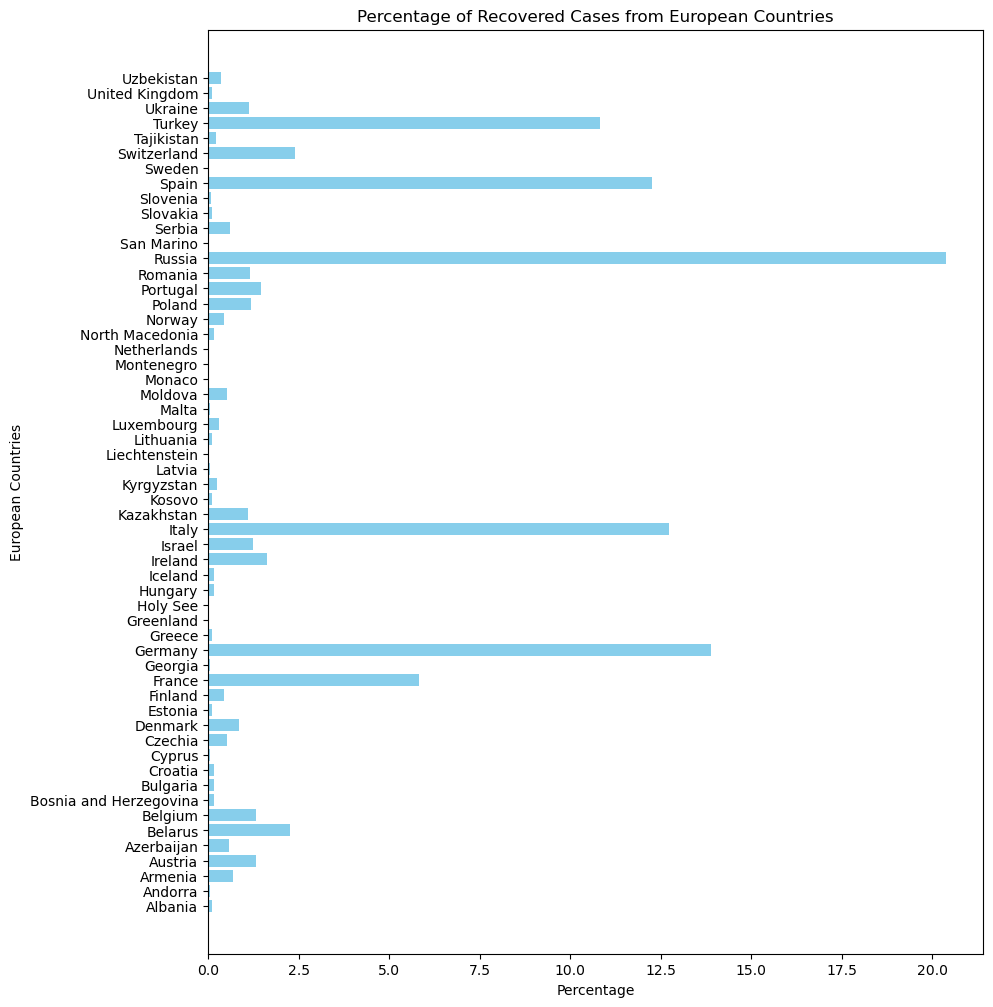 Percentage of Recovered Cases from European Countries
European Countries
Uzbekistan
United Kingdom
Ukraine
Turkey
Tajikistan
Switzerland
Sweden
Spain
Slovenia
Slovakia
Serbia
San Marino
Russia
Romania
Portugal
Poland
Norway
North Macedonia
Netherlands
Montenegro
Monaco
Moldova
Malta
Luxembourg
Lithuania
Liechtenstein
Latvia
Kyrgyzstan
Kosovo
Kazakhstan
Italy
Israel
Ireland
Iceland
Hungary
Holy See
Greenland
Greece
Germany
Georgia
France
Finland
Estonia
Denmark
Czechia
Cyprus
Croatia
Bulgaria
Bosnia and Herzegovina
Belgium
Belarus
Azerbaijan
Austria
Armenia
Andorra
Albania
0.0 2.5 5.0 7.5 10.0 12.5 15.0 17.5 20.0
Percentage